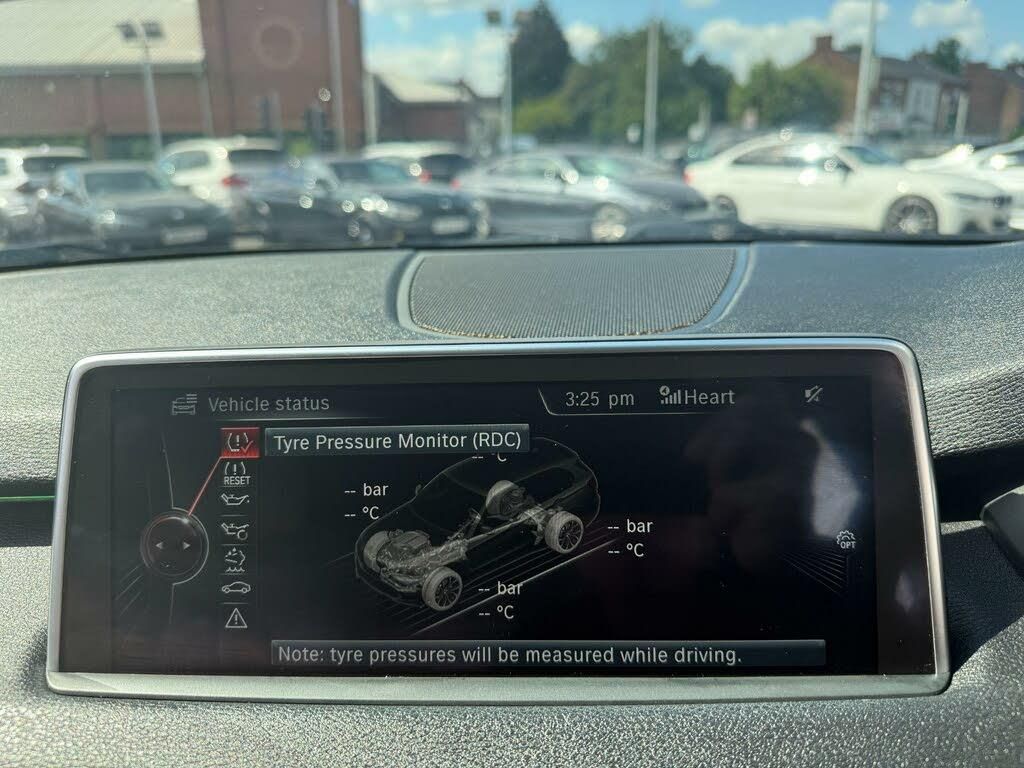 Vehicle status
3:25 pm
Heart
Tyre Pressure Monitor (RDC)
-- °C
RESET
-- bar
-- °C
-- bar
-- °C
OPT
-- bar
-- °C
Note: tyre pressures will be measured while driving.